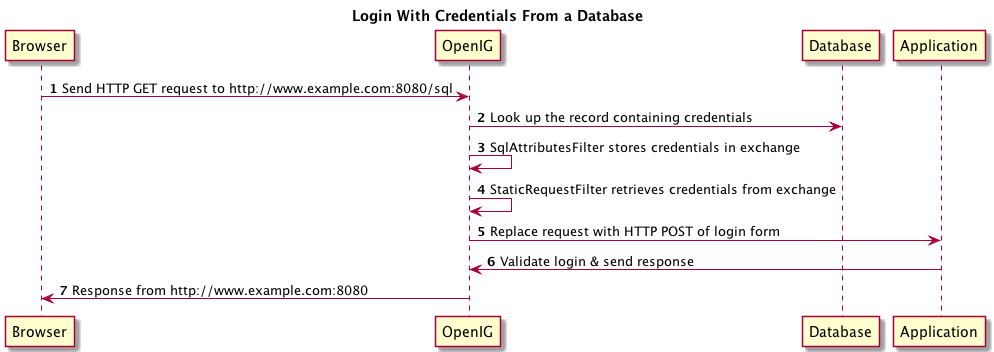 Login With Credentials From a Database
Browser OpenIG Database Application
1 Send HTTP GET request to http://www.example.com:8080/sql
2 Look up the record containing credentials
3 SqlAttributesFilter stores credentials in exchange
4 StaticRequestFilter retrieves credentials from exchange
5 Replace request with HTTP POST of login form
6 Validate login & send response
7 Response from http://www.example.com:8080
Browser OpenIG Database Application